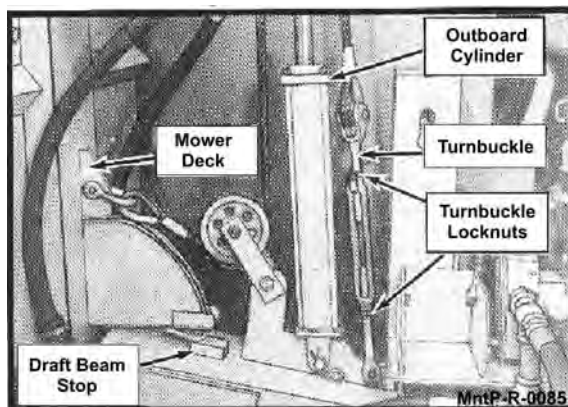 Outboard
Cylinder
Mower
Deck
Turnbuckle
Turnbuckle
Locknuts
Draft Beam
Stop
MntP-R-0085